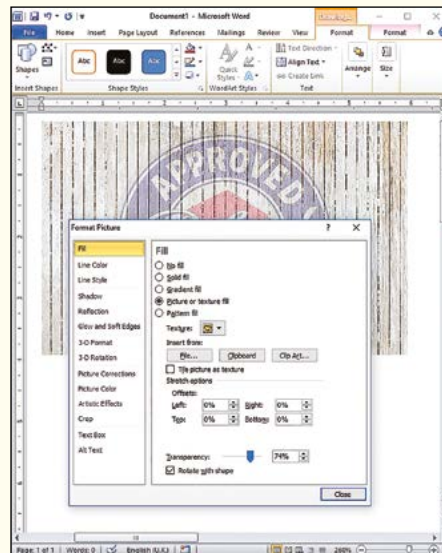 Document1 - Microsoft Word
File Home Insert Page Layout References Mailings Review View Format Format
Shapes
Abc Abc Abc
Quick Styles
Text Direction
Align Text
Create Link
Arrange
Size
Insert Shapes Shape Styles WordArt Styles Text
APPROVED
Format Picture ? X
Fill
Line Color
Line Style
Shadow
Reflection
Glow and Soft Edges
3-D Format
3-D Rotation
Picture Corrections
Picture Color
Artistic Effects
Crop
Text Box
Alt Text
Fill
No fill
Solid fill
Gradient fill
Picture or texture fill
Pattern fill
Texture:
Insert from:
File... Clipboard Clip Art...
Tile picture as texture
Stretch options
Offsets:
Left: 0% Right: 0%
Top: 0% Bottom: 0%
Transparency: 74%
Rotate with shape
Close
Page: 1 of 1 Words: 0 English (U.K.) 260%